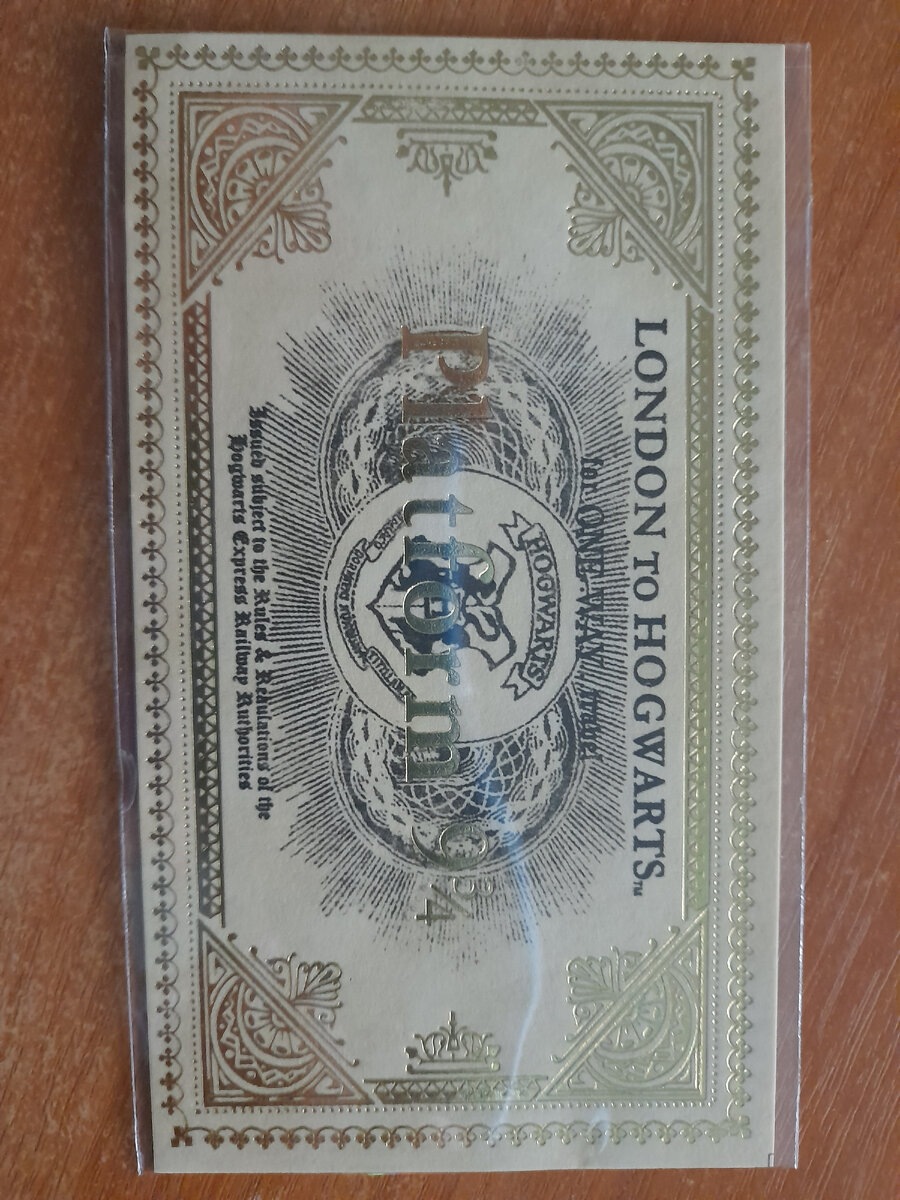 LONDON TO HOGWARTS™
for ONE WAY travel
HOGWARTS
Platform 9¾
Issued subject to the Rules & Regulations of the
Hogwarts Express Railway Authorities